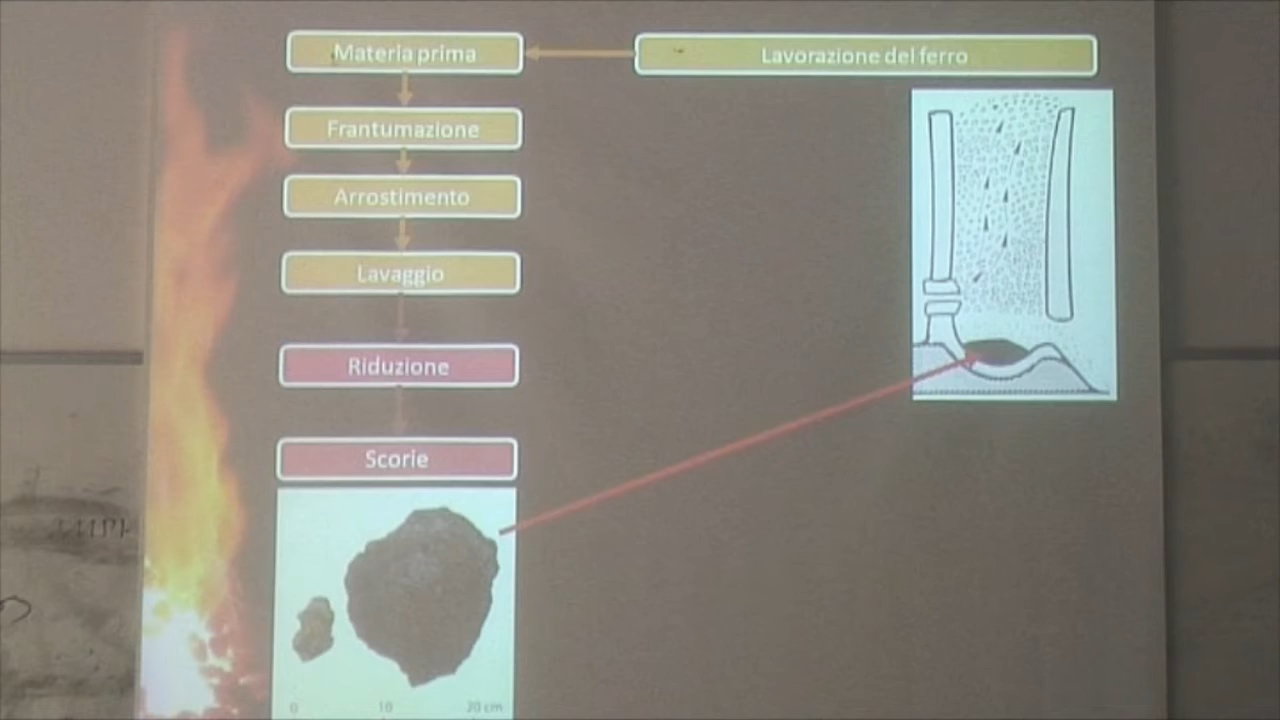 Materia prima
Lavorazione del ferro
Frantumazione
Arrostimento
Lavaggio
Riduzione
Scorie
0 10 20 cm